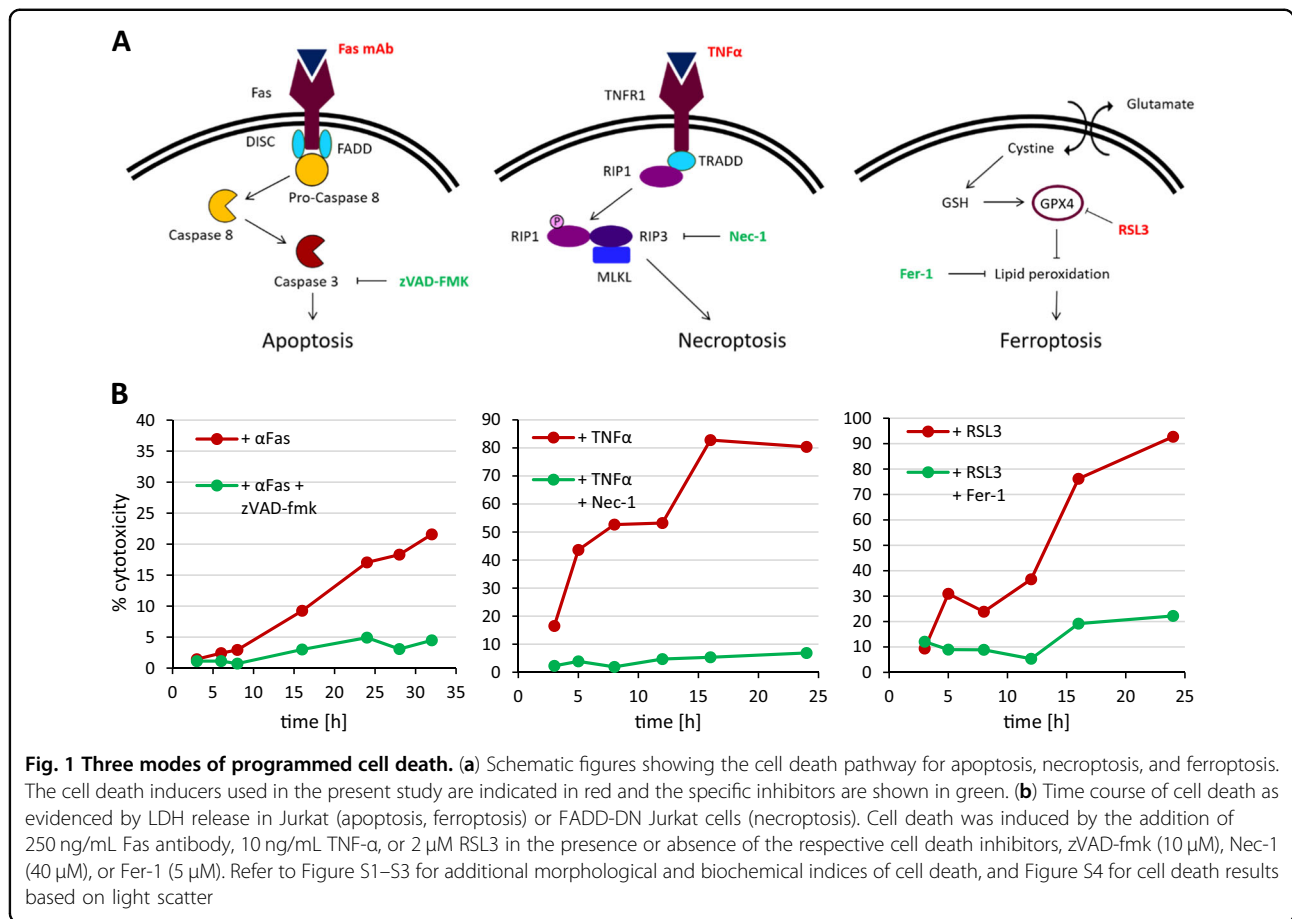 A
Fas mAb
Fas
DISC
FADD
Pro-Caspase 8
Caspase 8
Caspase 3
zVAD-FMK
Apoptosis
TNFα
TNFR1
TRADD
RIP1
P
RIP1
RIP3
Nec-1
MLKL
Necroptosis
Glutamate
Cystine
GSH
GPX4
RSL3
Fer-1
Lipid peroxidation
Ferroptosis
B
% cytotoxicity
40
35
30
25
20
15
10
5
0
+ αFas
+ αFas +
zVAD-fmk
0 5 10 15 20 25 30 35
time [h]
90
80
70
60
50
40
30
20
10
0
+ TNFα
+ TNFα
+ Nec-1
0 5 10 15 20 25
time [h]
100
90
80
70
60
50
40
30
20
10
0
+ RSL3
+ RSL3
+ Fer-1
0 5 10 15 20 25
time [h]
Fig. 1 Three modes of programmed cell death. (a) Schematic figures showing the cell death pathway for apoptosis, necroptosis, and ferroptosis.
The cell death inducers used in the present study are indicated in red and the specific inhibitors are shown in green. (b) Time course of cell death as
evidenced by LDH release in Jurkat (apoptosis, ferroptosis) or FADD-DN Jurkat cells (necroptosis). Cell death was induced by the addition of
250 ng/mL Fas antibody, 10 ng/mL TNF-α, or 2 μM RSL3 in the presence or absence of the respective cell death inhibitors, zVAD-fmk (10 μM), Nec-1
(40 μM), or Fer-1 (5 μM). Refer to Figure S1–S3 for additional morphological and biochemical indices of cell death, and Figure S4 for cell death results
based on light scatter